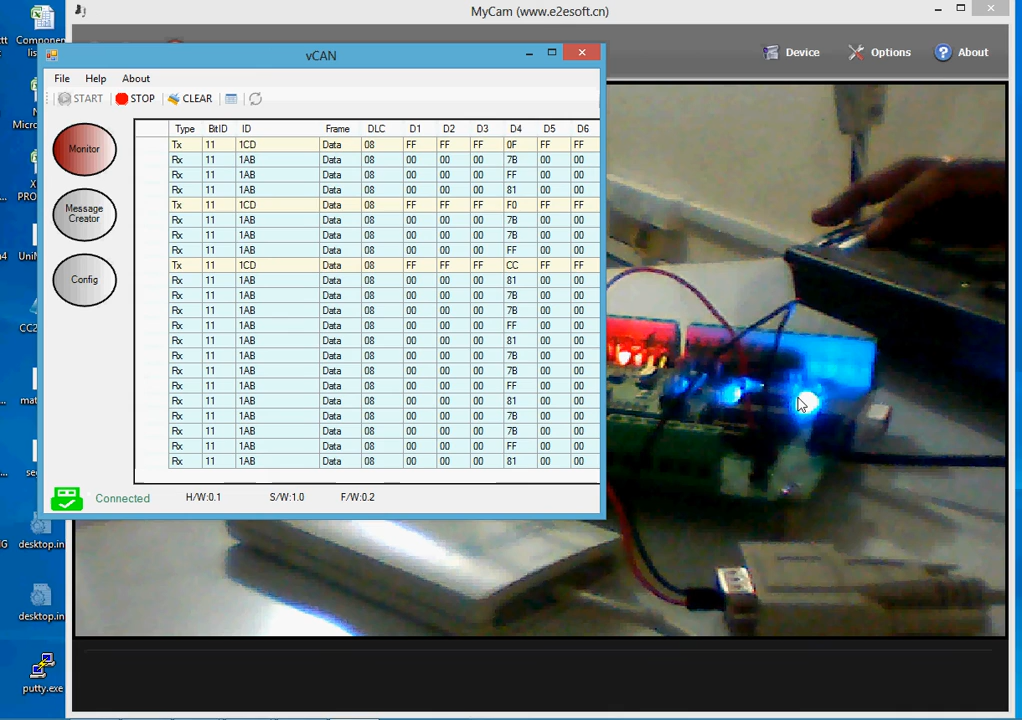 MyCam (www.e2esoft.cn)
Device Options About
Componen
lis
Micro
PRO
UniM
CC2
mat
se
desktop.in
desktop.in
putty.exe
vCAN
File Help About
START STOP CLEAR
Monitor
Message
Creator
Config
Type BitID ID Frame DLC D1 D2 D3 D4 D5 D6
Tx 11 1CD Data 08 FF FF FF 0F FF FF
Rx 11 1AB Data 08 00 00 00 7B 00 00
Rx 11 1AB Data 08 00 00 00 FF 00 00
Rx 11 1AB Data 08 00 00 00 81 00 00
Tx 11 1CD Data 08 FF FF FF F0 FF FF
Rx 11 1AB Data 08 00 00 00 7B 00 00
Rx 11 1AB Data 08 00 00 00 7B 00 00
Rx 11 1AB Data 08 00 00 00 FF 00 00
Tx 11 1CD Data 08 FF FF FF CC FF FF
Rx 11 1AB Data 08 00 00 00 81 00 00
Rx 11 1AB Data 08 00 00 00 7B 00 00
Rx 11 1AB Data 08 00 00 00 7B 00 00
Rx 11 1AB Data 08 00 00 00 FF 00 00
Rx 11 1AB Data 08 00 00 00 81 00 00
Rx 11 1AB Data 08 00 00 00 7B 00 00
Rx 11 1AB Data 08 00 00 00 7B 00 00
Rx 11 1AB Data 08 00 00 00 FF 00 00
Rx 11 1AB Data 08 00 00 00 81 00 00
Rx 11 1AB Data 08 00 00 00 7B 00 00
Rx 11 1AB Data 08 00 00 00 7B 00 00
Rx 11 1AB Data 08 00 00 00 FF 00 00
Rx 11 1AB Data 08 00 00 00 81 00 00
Connected H/W:0.1 S/W:1.0 F/W:0.2